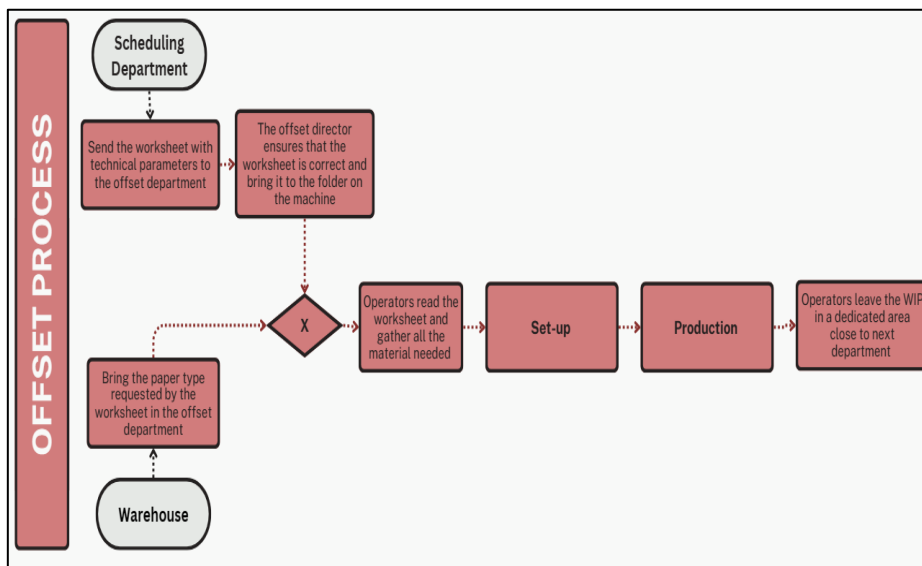 OFFSET PROCESS
Scheduling
Department
Send the worksheet with
technical parameters to
the offset department
The offset director
ensures that the
worksheet is correct and
bring it to the folder on
the machine
X
Operators read the
worksheet and
gather all the
material needed
Set-up
Production
Operators leave the WIP
in a dedicated area
close to next
department
Bring the paper type
requested by the
worksheet in the offset
department
Warehouse